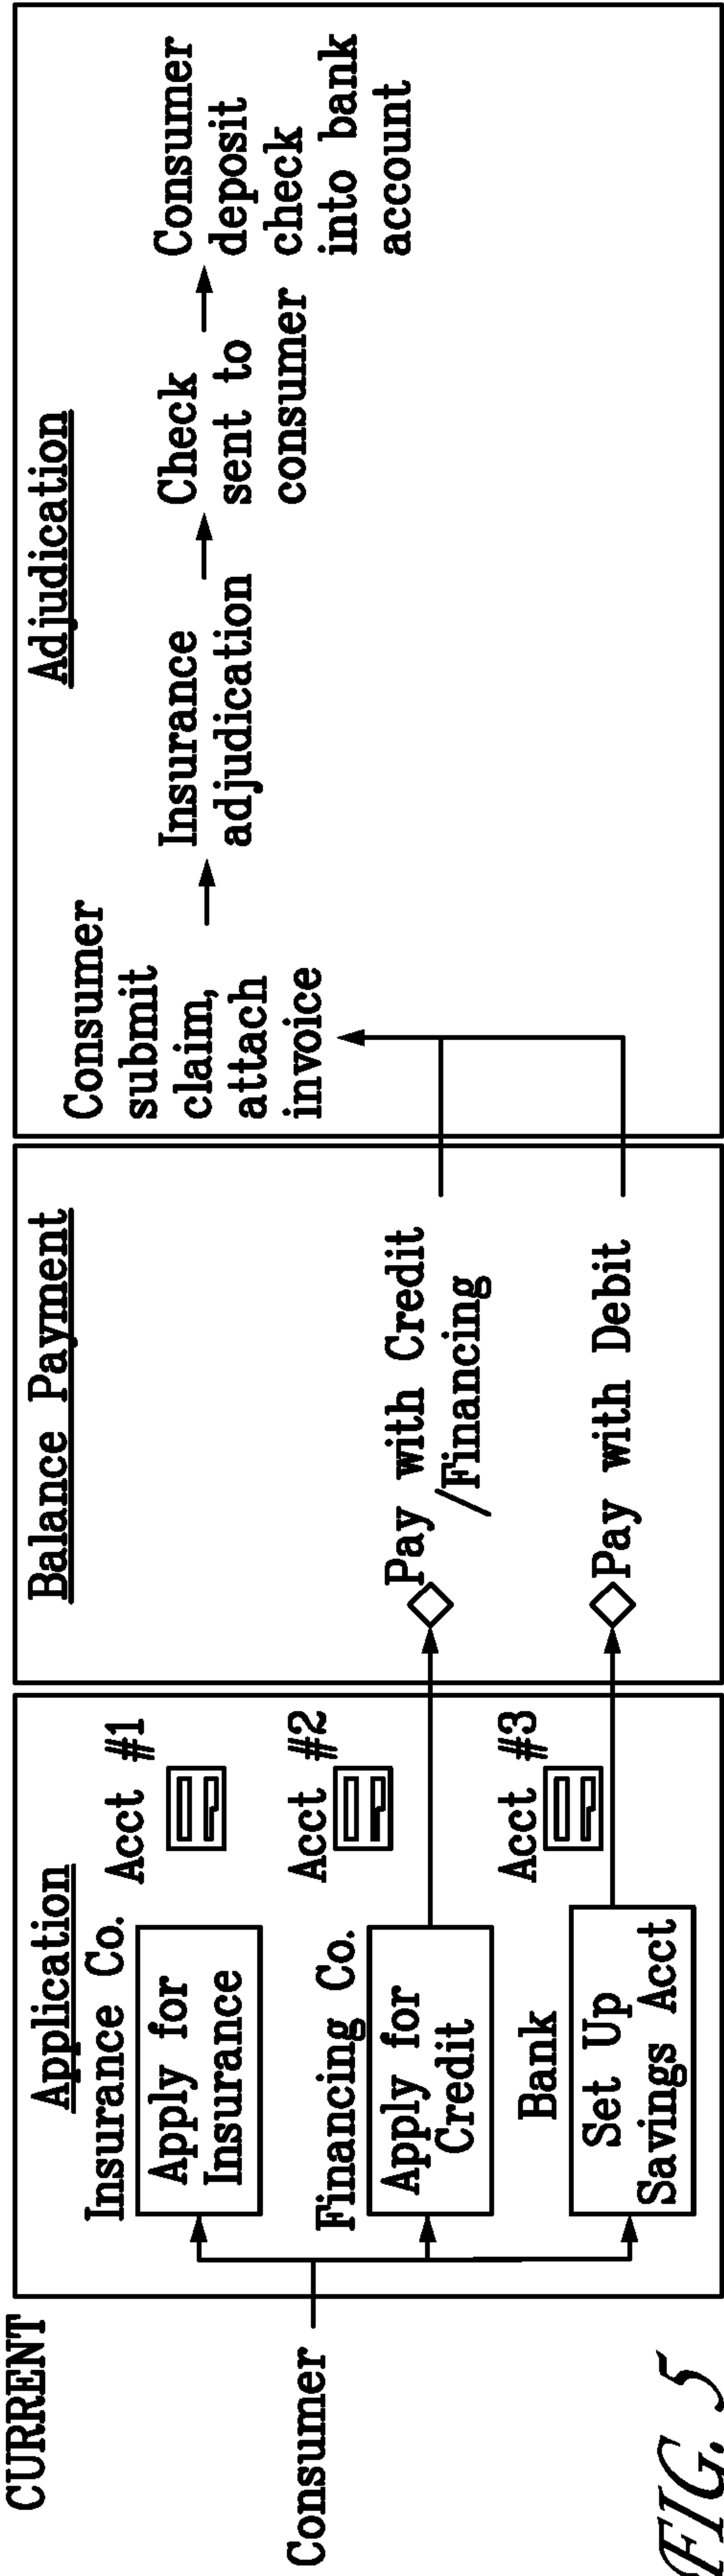 CURRENT
Consumer
Application
Insurance Co.
Apply for
Insurance
Acct #1
Financing Co.
Apply for
Credit
Acct #2
Bank
Set Up
Savings Acct
Acct #3
Balance Payment
Pay with Credit
/Financing
Pay with Debit
Adjudication
Consumer
submit
claim,
attach
invoice
Insurance
adjudication
Check
sent to
consumer
Consumer
deposit
check
into bank
account
FIG. 5